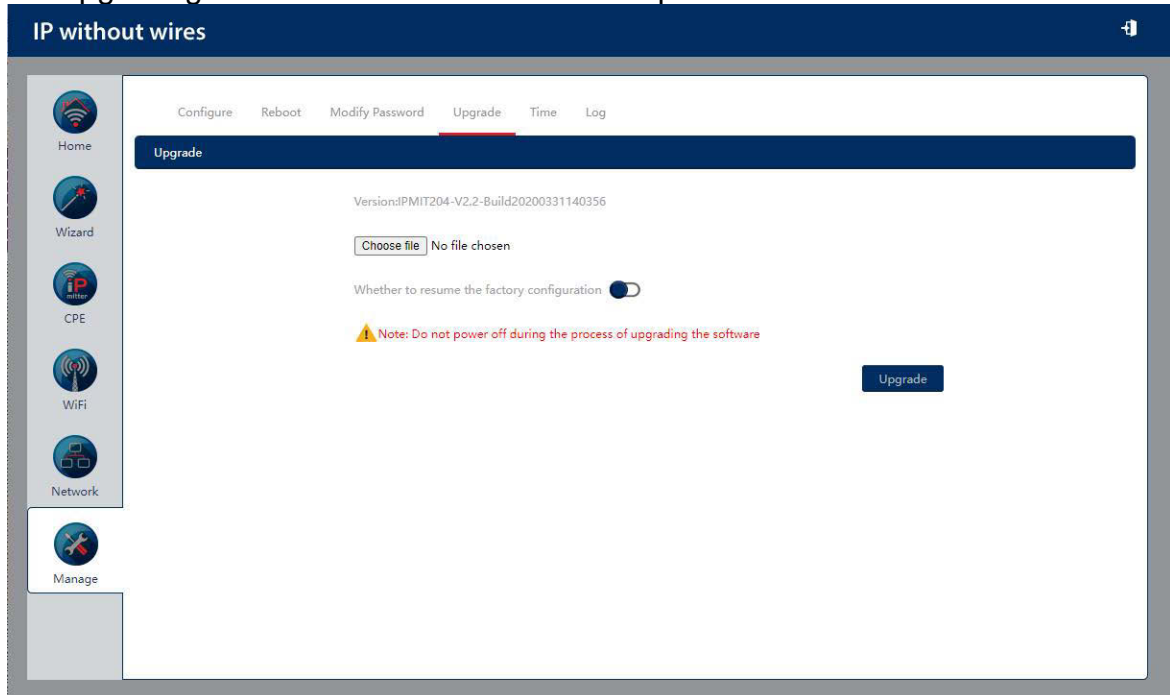 IP without wires
Configure Reboot Modify Password Upgrade Time Log
Home
Upgrade
Version:IPMIT204-V2.2-Build20200331140356
Wizard
Choose file No file chosen
Whether to resume the factory configuration
iP
mitter
CPE
Note: Do not power off during the process of upgrading the software
Upgrade
WiFi
Network
Manage